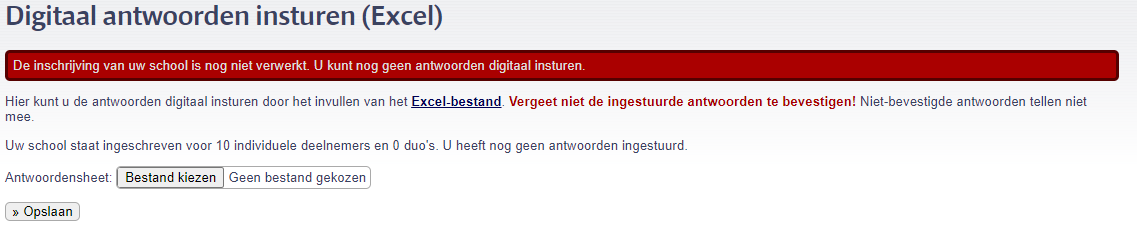 Digitaal antwoorden insturen (Excel)
De inschrijving van uw school is nog niet verwerkt. U kunt nog geen antwoorden digitaal insturen.
Hier kunt u de antwoorden digitaal insturen door het invullen van het Excel-bestand. Vergeet niet de ingestuurde antwoorden te bevestigen! Niet-bevestigde antwoorden tellen niet
mee.
Uw school staat ingeschreven voor 10 individuele deelnemers en 0 duo's. U heeft nog geen antwoorden ingestuurd.
Antwoordensheet: Bestand kiezen Geen bestand gekozen
» Opslaan